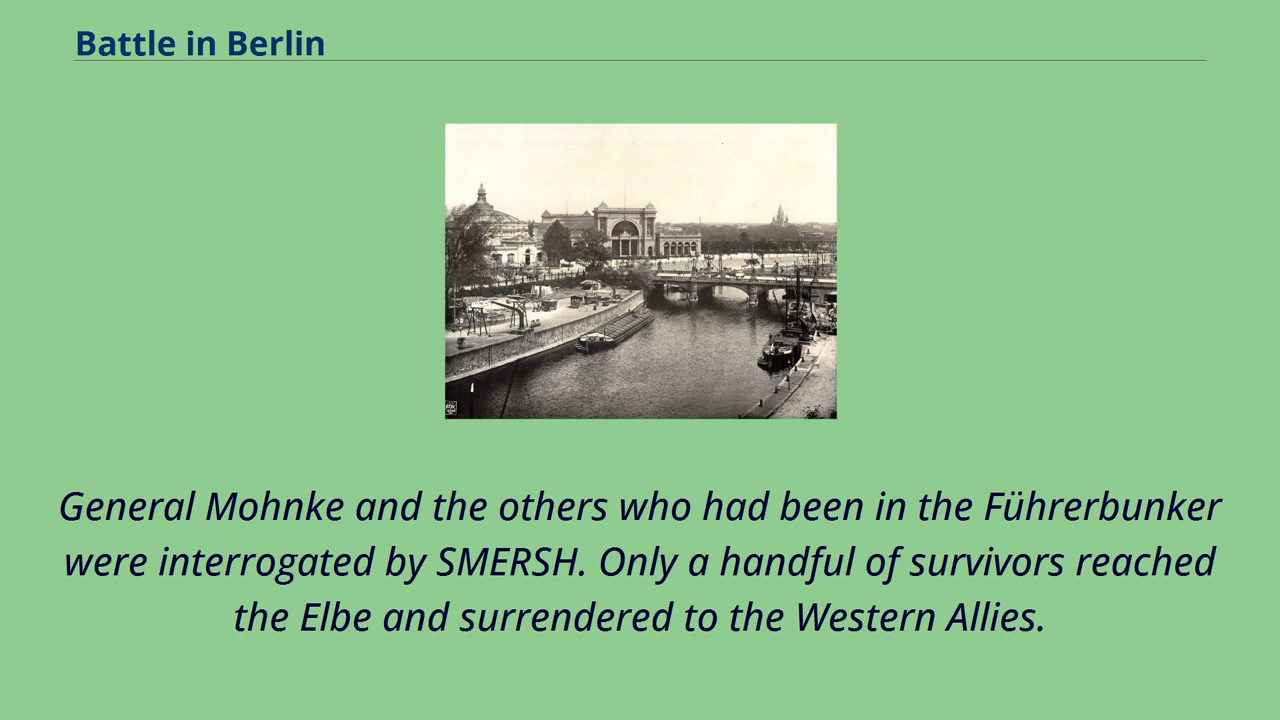 Battle in Berlin
General Mohnke and the others who had been in the Führerbunker
were interrogated by SMERSH. Only a handful of survivors reached
the Elbe and surrendered to the Western Allies.